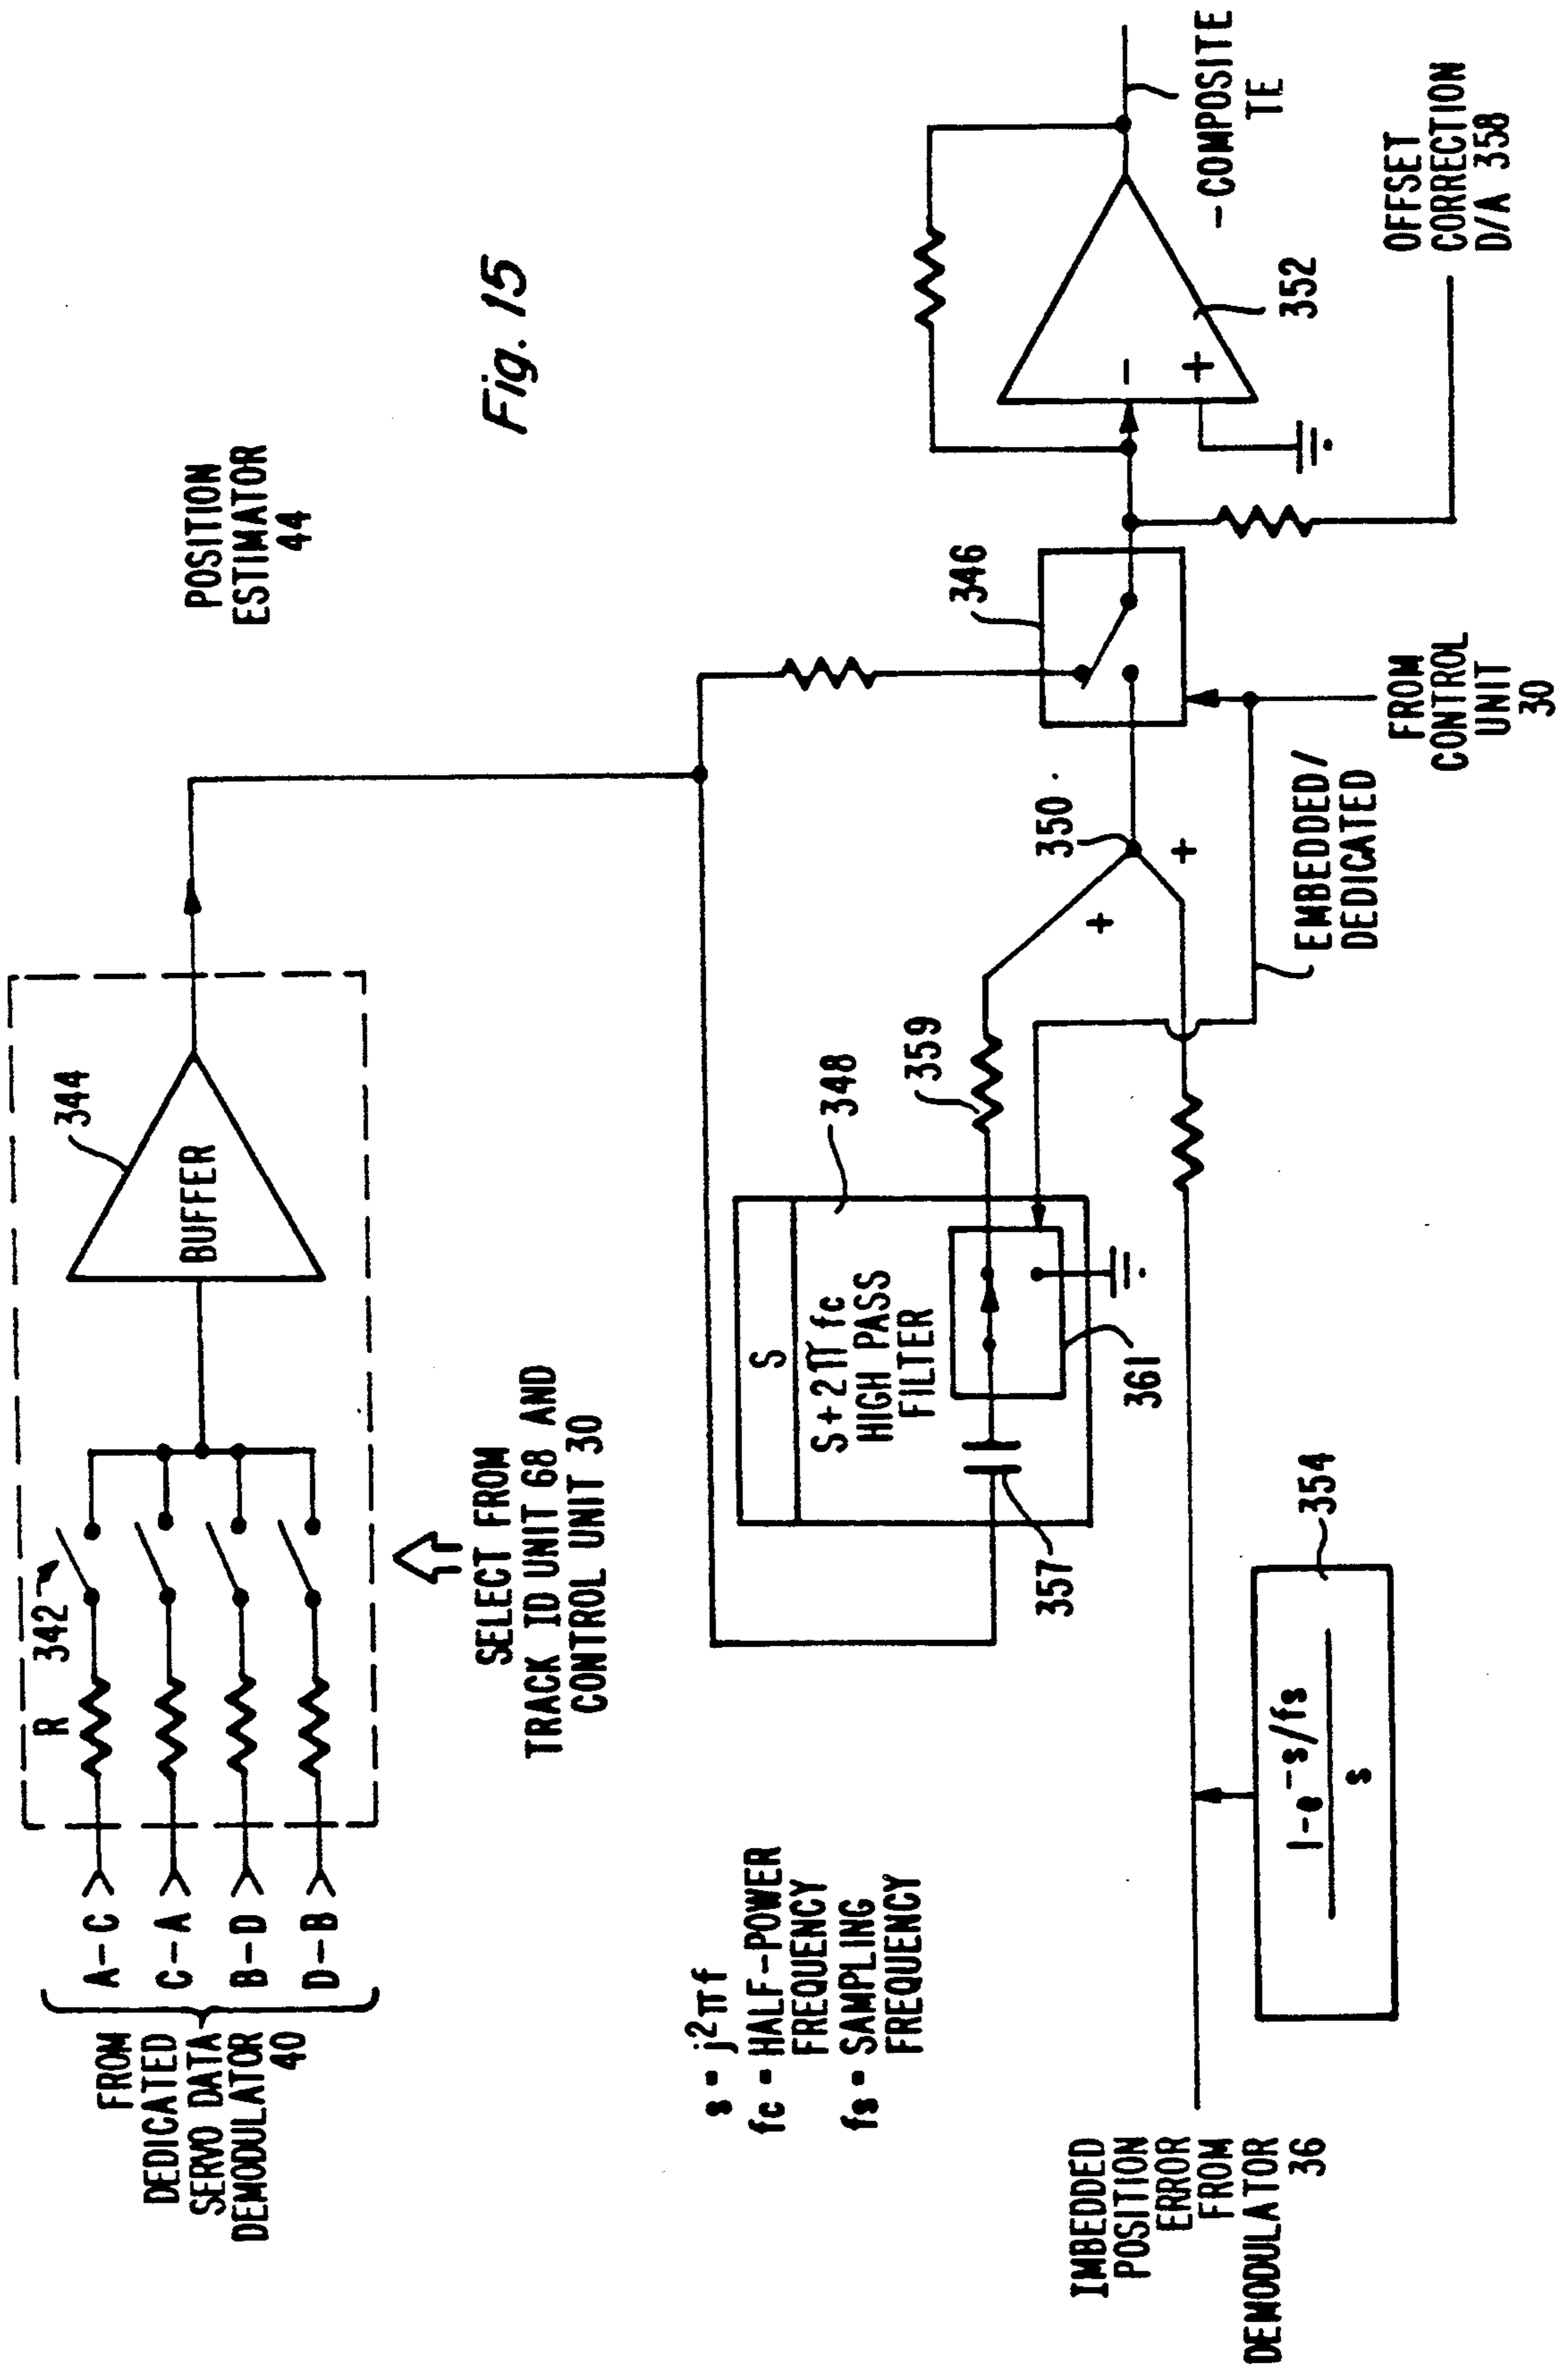 POSITION
ESTIMATOR
44
Fig. 15
FROM
DEDICATED
SERVO DATA
DEMODULATOR
40
A-C
C-A
B-D
D-B
R
342
344
BUFFER
SELECT FROM
TRACK ID UNIT 68 AND
CONTROL UNIT 30
s = j2πf
fc = HALF-POWER
FREQUENCY
fs = SAMPLING
FREQUENCY
S
S+2πfc
HIGH PASS
FILTER
348
357
361
359
350
+
+
346
EMBEDDED/
DEDICATED
FROM
CONTROL
UNIT
30
-
+
352
-COMPOSITE
TE
OFFSET
CORRECTION
D/A 358
IMBEDDED
POSITION
ERROR
FROM
DEMODULATOR
36
1-e-s/fs
s
354